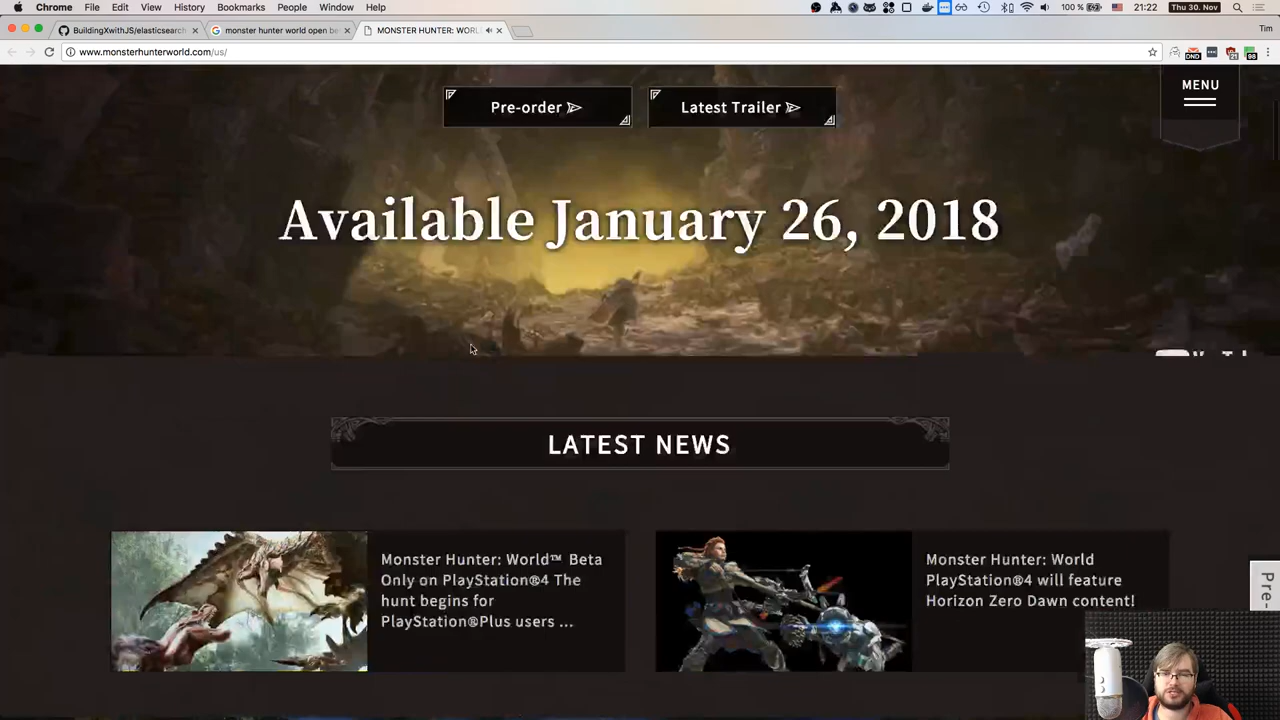 Chrome File Edit View History Bookmarks People Window Help 100 % 21:22 Thu 30. Nov
BuildingXwithJS/elasticsearch monster hunter world open be MONSTER HUNTER: WORL Tim
www.monsterhunterworld.com/us/
MENU
Pre-order Latest Trailer
Available January 26, 2018
LATEST NEWS
Monster Hunter: World™ Beta
Only on PlayStation®4 The
hunt begins for
PlayStation®Plus users ...
Monster Hunter: World
PlayStation®4 will feature
Horizon Zero Dawn content!
Pre-